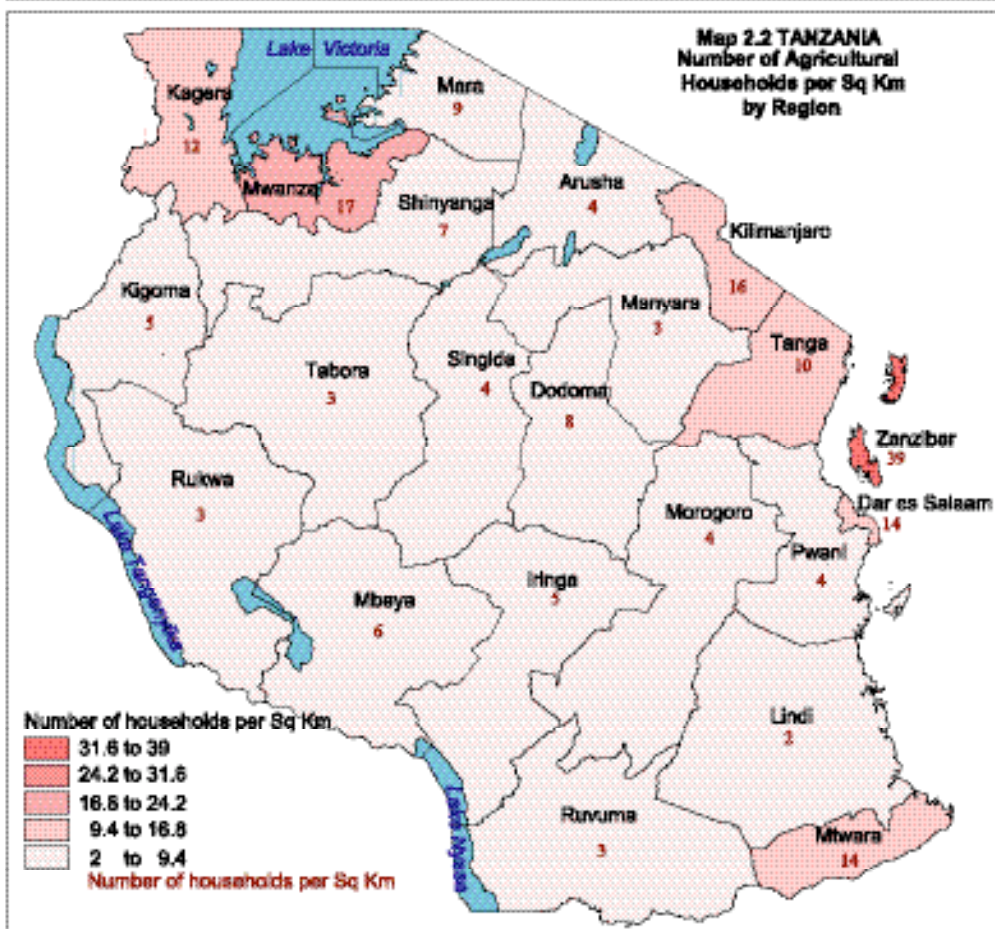 Map 2.2 TANZANIA
Number of Agricultural
Households per Sq Km
by Region
Lake Victoria
Kagera
12
Mara
9
Mwanza
17
Shinyanga
7
Arusha
4
Kilimanjaro
16
Kigoma
5
Manyara
3
Tanga
10
Tabora
3
Singida
4
Dodoma
8
Zanzibar
39
Rukwa
3
Dar es Salaam
14
Morogoro
4
Pwani
4
Lake Tanganyika
Iringa
5
Mbeya
6
Lindi
2
Number of households per Sq Km
31.6 to 39
24.2 to 31.6
16.8 to 24.2
9.4 to 16.8
2 to 9.4
Number of households per Sq Km
Lake Nyasa
Ruvuma
3
Mtwara
14